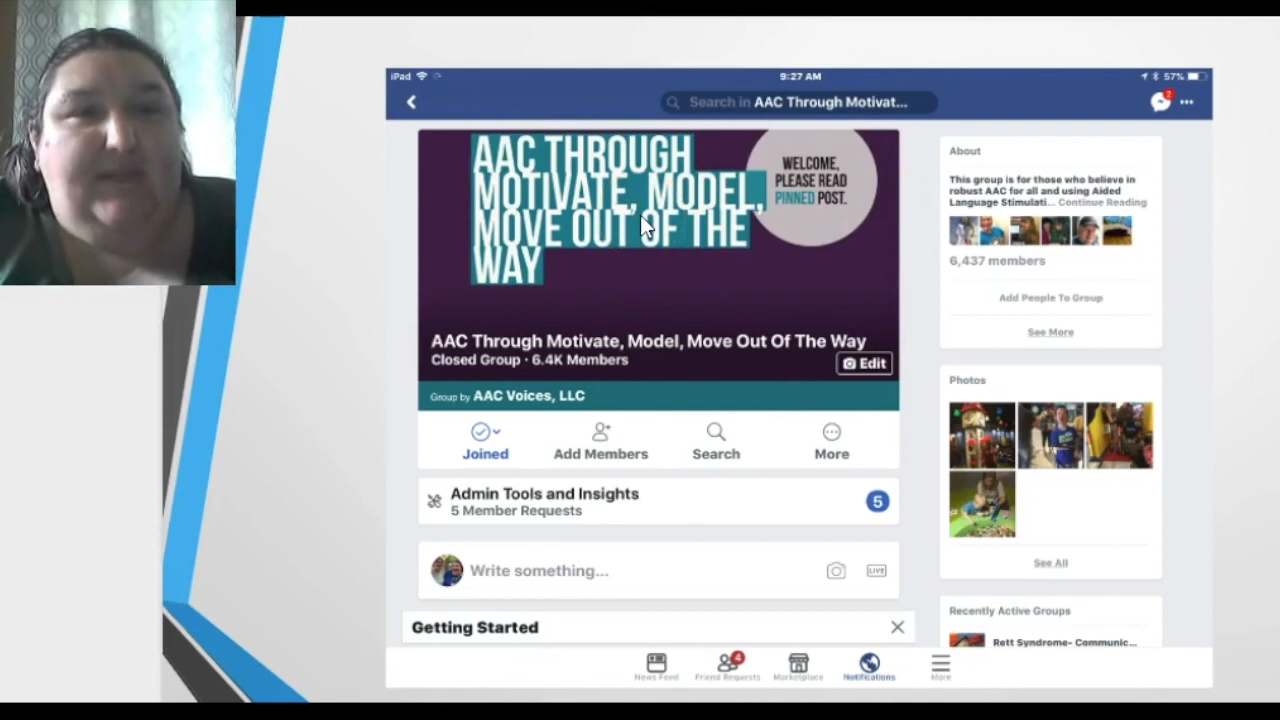 iPad
9:27 AM
57%
Search in AAC Through Motivat...
2
AAC THROUGH
MOTIVATE, MODEL,
MOVE OUT OF THE
WAY
WELCOME,
PLEASE READ
PINNED POST.
AAC Through Motivate, Model, Move Out Of The Way
Closed Group · 6.4K Members
Edit
Group by AAC Voices, LLC
Joined
Add Members
Search
More
Admin Tools and Insights
5 Member Requests
5
Write something...
LIVE
Getting Started
About
This group is for those who believe in
robust AAC for all and using Aided
Language Stimulati... Continue Reading
6,437 members
Add People To Group
See More
Photos
See All
Recently Active Groups
Rett Syndrome- Communic...
4
News Feed
Friend Requests
Marketplace
Notifications
More